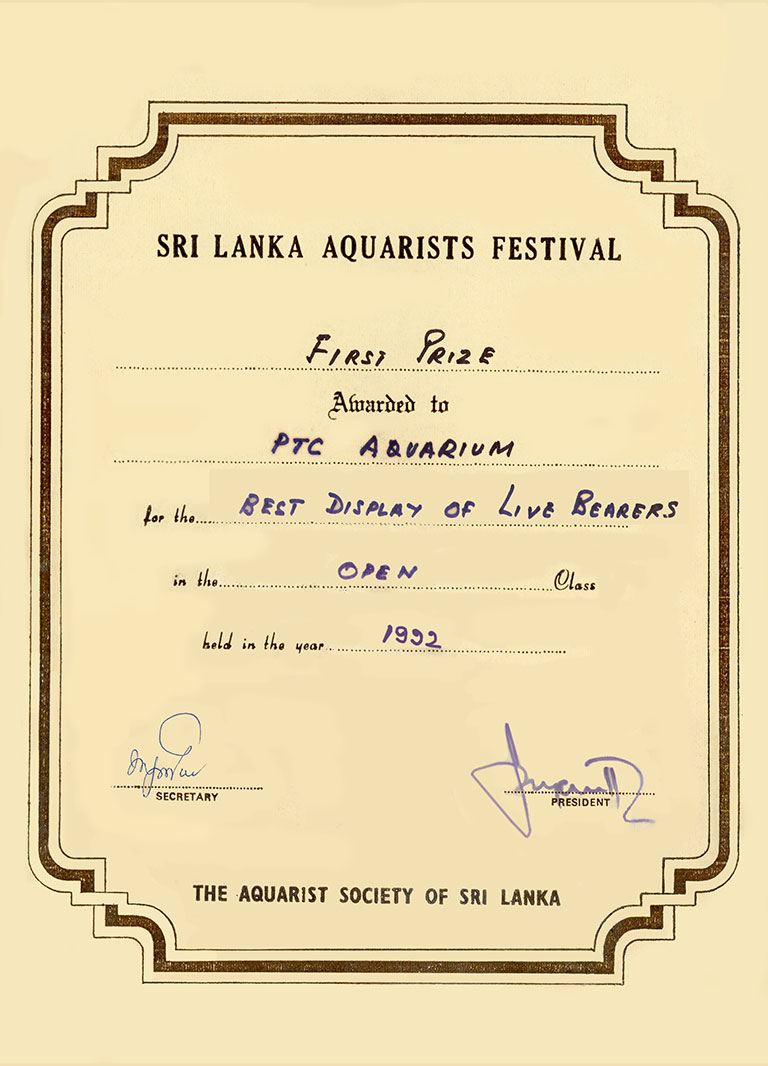 SRI LANKA AQUARISTS FESTIVAL
FIRST PRIZE
Awarded to
PTC AQUARIUM
for the BEST DISPLAY OF LIVE BEARERS
in the OPEN Class
held in the year 1992
SECRETARY
PRESIDENT
THE AQUARIST SOCIETY OF SRI LANKA